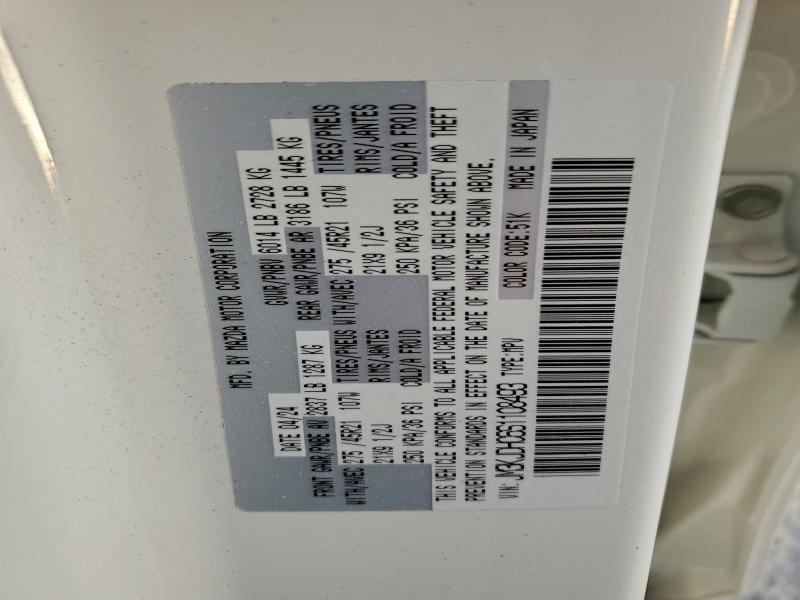 MFD. BY MAZDA MOTOR CORPORATION
DATE 04/24 GVWR/PNBV 6014 LB 2728 KG
FRONT GAWR/PNBE AV 2837 LB 1287 KG REAR GAWR/PNBE AR 3186 LB 1445 KG
WITH/AVEC 275 /45R21 107W TIRES/PNEUS WITH/AVEC 275 /45R21 107W TIRES/PNEUS
21X9 1/2J RIMS/JANTES 21X9 1/2J RIMS/JANTES
250 KPA/36 PSI COLD/A FROID 250 KPA/36 PSI COLD/A FROID
THIS VEHICLE CONFORMS TO ALL APPLICABLE FEDERAL MOTOR VEHICLE SAFETY AND THEFT
PREVENTION STANDARDS IN EFFECT ON THE DATE OF MANUFACTURE SHOWN ABOVE.
VIN: TYPE:MPV COLOR CODE:51K MADE IN JAPAN